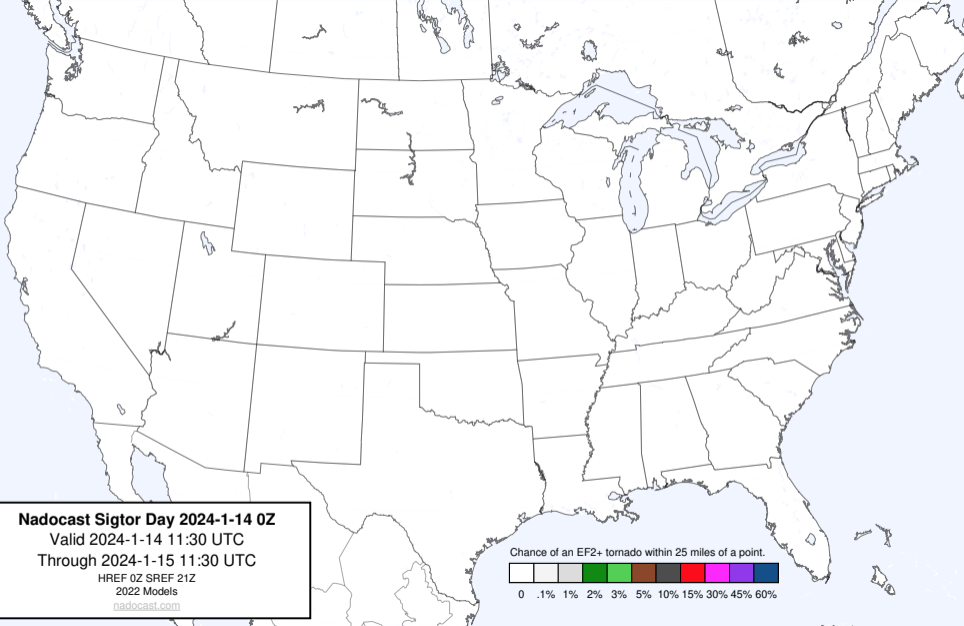 Nadocast Sigtor Day 2024-1-14 0Z
Valid 2024-1-14 11:30 UTC
Through 2024-1-15 11:30 UTC
HREF 0Z SREF 21Z
2022 Models
nadocast.com
Chance of an EF2+ tornado within 25 miles of a point.
0 .1% 1% 2% 3% 5% 10% 15% 30% 45% 60%